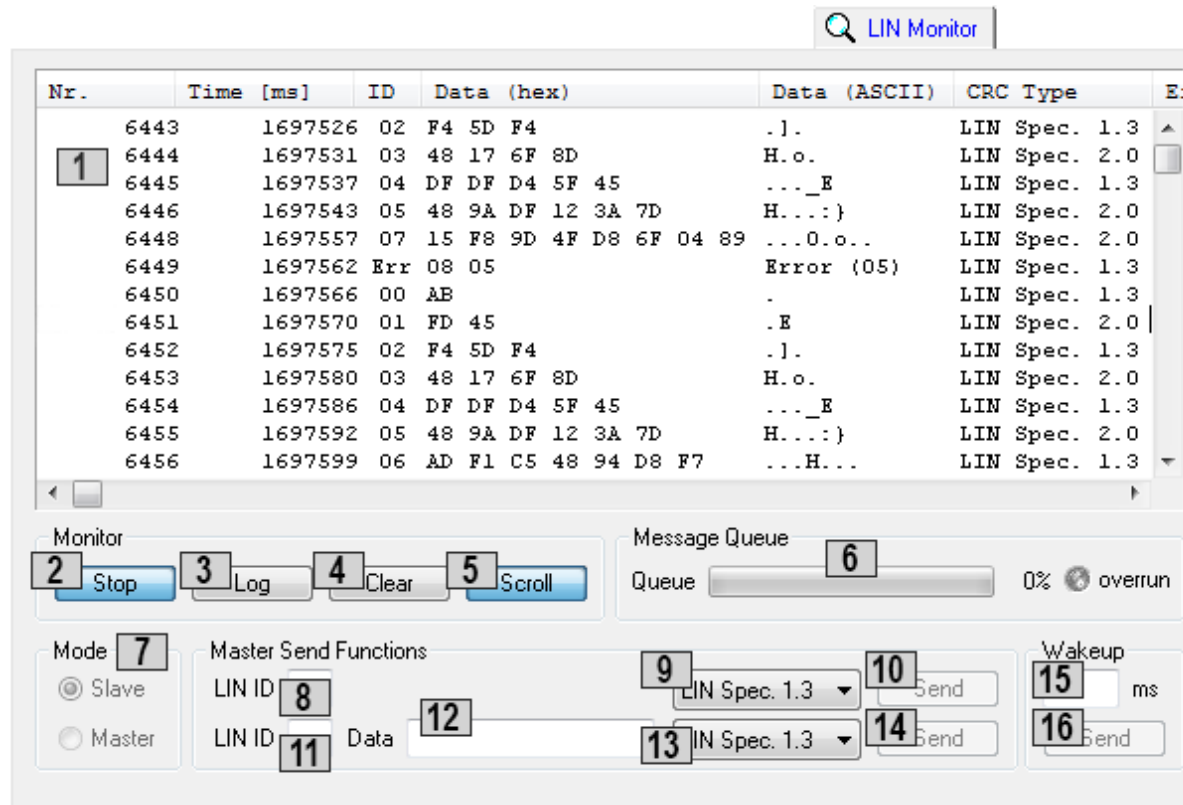 LIN Monitor
Nr. Time [ms] ID Data (hex) Data (ASCII) CRC Type
6443 1697526 02 F4 5D F4 .]. LIN Spec. 1.3
1
6444 1697531 03 48 17 6F 8D H.o. LIN Spec. 2.0
6445 1697537 04 DF DF D4 5F 45 ..._E LIN Spec. 1.3
6446 1697543 05 48 9A DF 12 3A 7D H...:} LIN Spec. 2.0
6448 1697557 07 15 F8 9D 4F D8 6F 04 89 ...O.o.. LIN Spec. 2.0
6449 1697562 Err 08 05 Error (05) LIN Spec. 1.3
6450 1697566 00 AB . LIN Spec. 1.3
6451 1697570 01 FD 45 .E LIN Spec. 2.0
6452 1697575 02 F4 5D F4 .]. LIN Spec. 1.3
6453 1697580 03 48 17 6F 8D H.o. LIN Spec. 2.0
6454 1697586 04 DF DF D4 5F 45 ..._E LIN Spec. 1.3
6455 1697592 05 48 9A DF 12 3A 7D H...:} LIN Spec. 2.0
6456 1697599 06 AD F1 C5 48 94 D8 F7 ...H... LIN Spec. 1.3
Monitor Message Queue
2 Stop 3 Log 4 Clear 5 Scroll Queue 6 0% overrun
Mode 7 Master Send Functions Wakeup
Slave LIN ID 8 9 LIN Spec. 1.3 10 Send 15 ms
Master LIN ID 11 Data 12 13 LIN Spec. 1.3 14 Send 16 Send